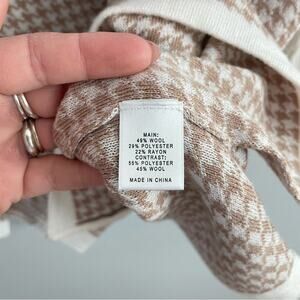 MAIN:
49% WOOL
29% POLYESTER
22% RAYON
CONTRAST:
55% POLYESTER
45% WOOL
MADE IN CHINA